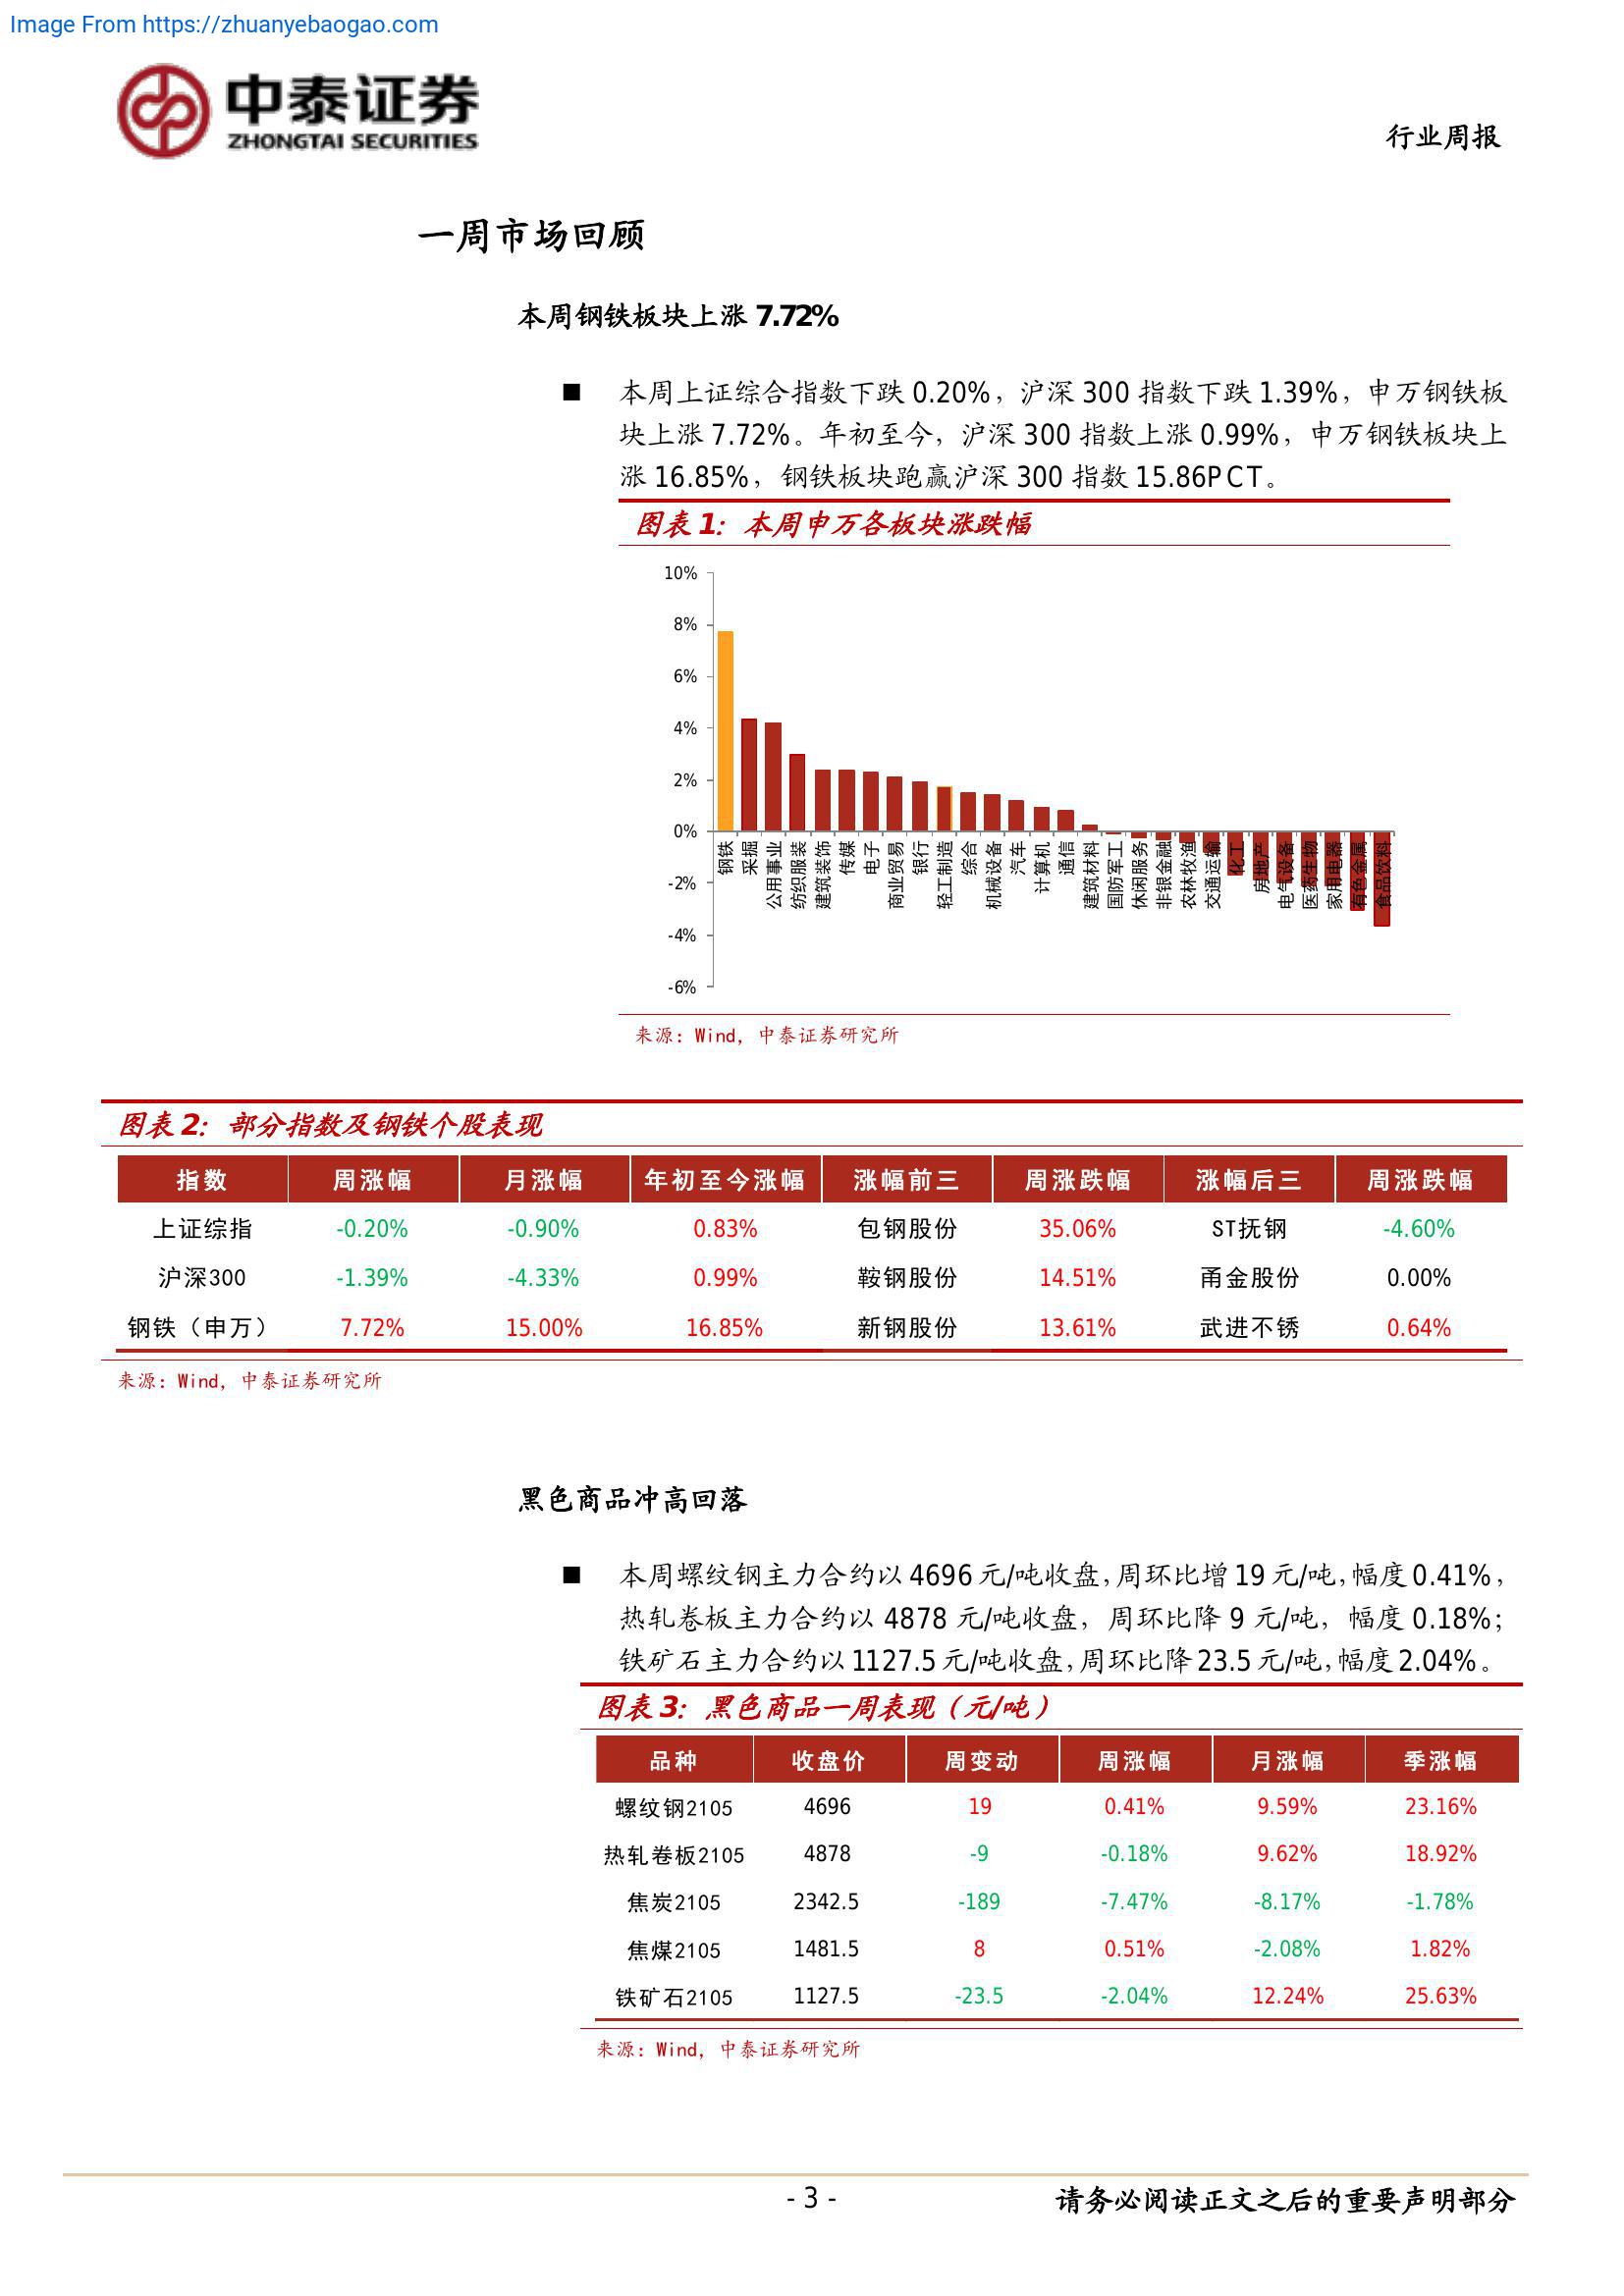 Image From https://zhuanyebaogao.com
中泰证券
ZHONGTAI SECURITIES
行业周报
一周市场回顾
本周钢铁板块上涨 7.72%
■ 本周上证综合指数下跌 0.20%，沪深 300 指数下跌 1.39%，申万钢铁板
块上涨 7.72%。年初至今，沪深 300 指数上涨 0.99%，申万钢铁板块上
涨 16.85%，钢铁板块跑赢沪深 300 指数 15.86PCT。
图表 1：本周申万各板块涨跌幅
10%
8%
6%
4%
2%
0%
-2%
-4%
-6%
钢铁
采掘
公用事业
纺织服装
建筑装饰
传媒
电子
商业贸易
银行
轻工制造
综合
机械设备
汽车
计算机
通信
建筑材料
国防军工
休闲服务
非银金融
农林牧渔
交通运输
化工
房地产
电气设备
医药生物
家用电器
有色金属
食品饮料
来源：Wind，中泰证券研究所
图表 2：部分指数及钢铁个股表现
指数 周涨幅 月涨幅 年初至今涨幅 涨幅前三 周涨跌幅 涨幅后三 周涨跌幅
上证综指 -0.20% -0.90% 0.83% 包钢股份 35.06% ST抚钢 -4.60%
沪深300 -1.39% -4.33% 0.99% 鞍钢股份 14.51% 甬金股份 0.00%
钢铁（申万） 7.72% 15.00% 16.85% 新钢股份 13.61% 武进不锈 0.64%
来源：Wind，中泰证券研究所
黑色商品冲高回落
■ 本周螺纹钢主力合约以 4696 元/吨收盘，周环比增 19 元/吨，幅度 0.41%，
热轧卷板主力合约以 4878 元/吨收盘，周环比降 9 元/吨，幅度 0.18%；
铁矿石主力合约以 1127.5 元/吨收盘，周环比降 23.5 元/吨，幅度 2.04%。
图表 3：黑色商品一周表现（元/吨）
品种 收盘价 周变动 周涨幅 月涨幅 季涨幅
螺纹钢2105 4696 19 0.41% 9.59% 23.16%
热轧卷板2105 4878 -9 -0.18% 9.62% 18.92%
焦炭2105 2342.5 -189 -7.47% -8.17% -1.78%
焦煤2105 1481.5 8 0.51% -2.08% 1.82%
铁矿石2105 1127.5 -23.5 -2.04% 12.24% 25.63%
来源：Wind，中泰证券研究所
- 3 -
请务必阅读正文之后的重要声明部分